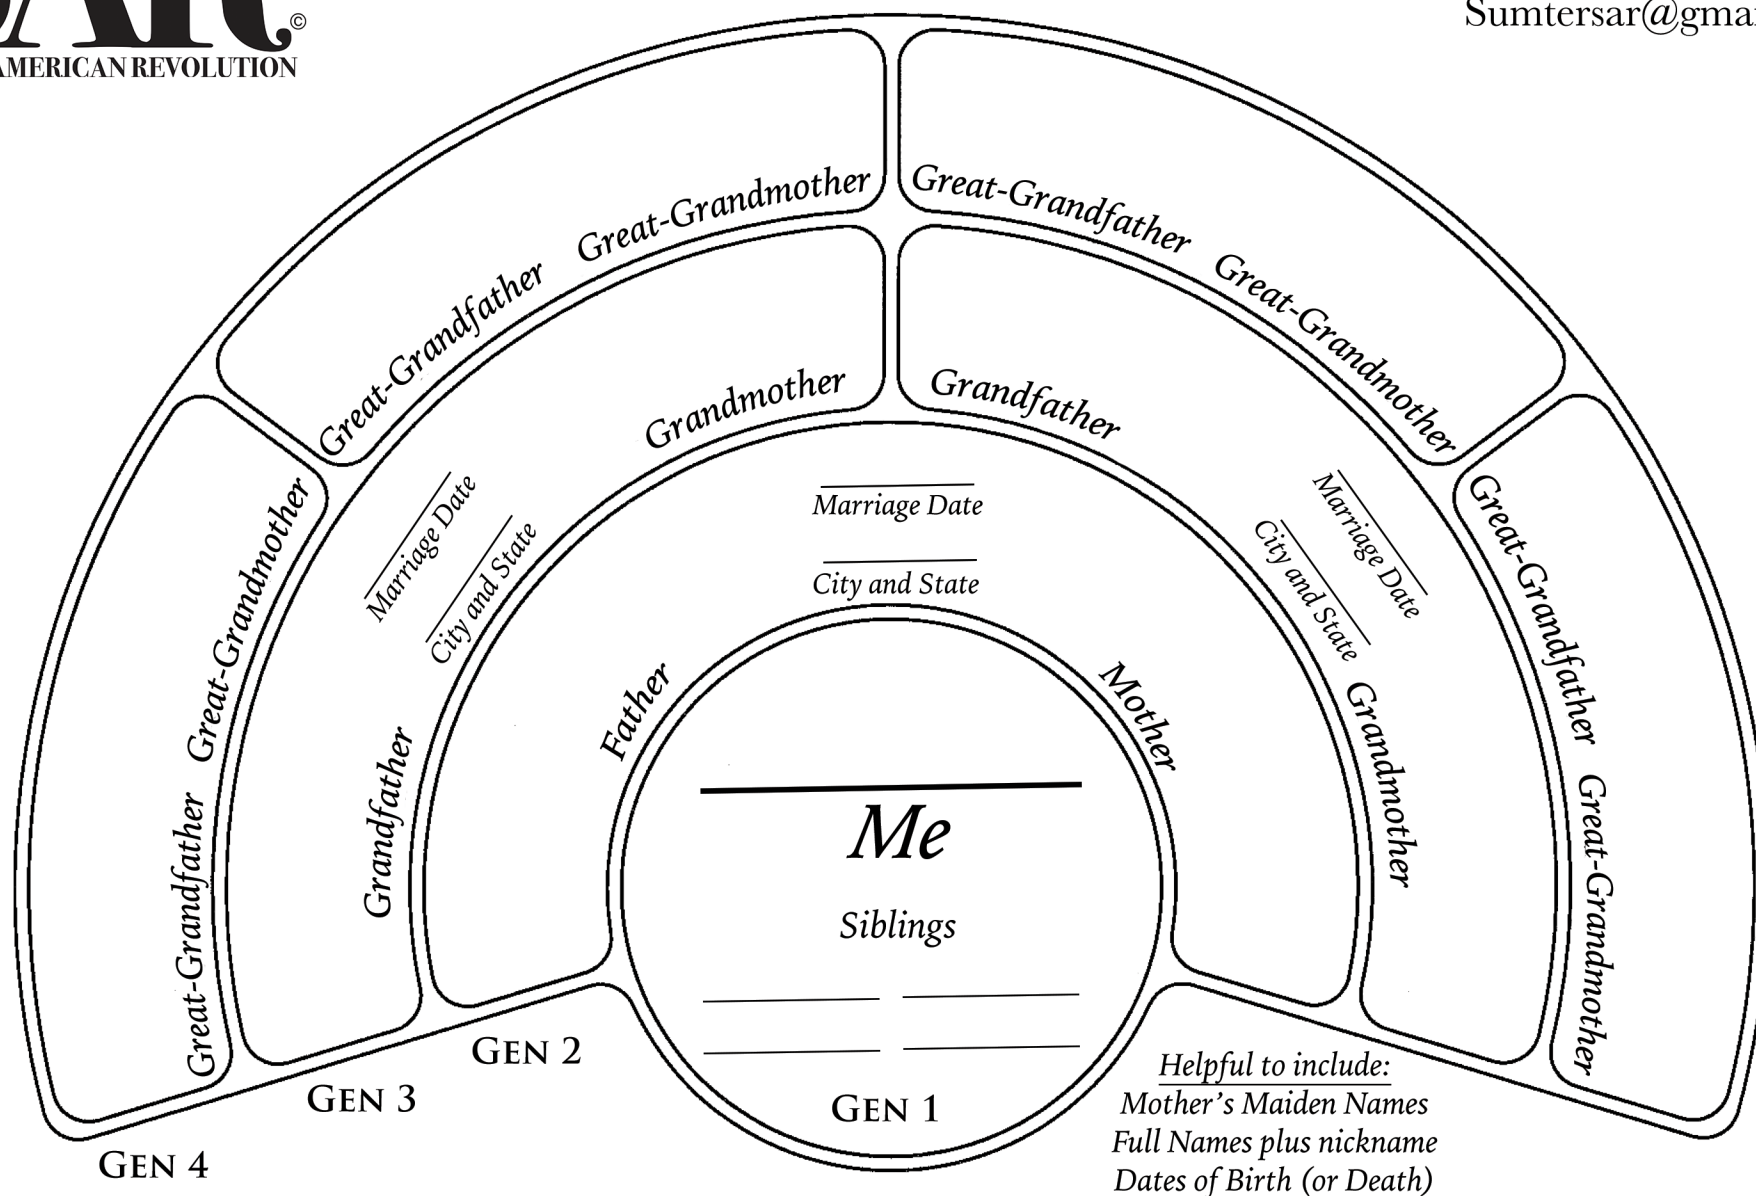 ©
AMERICAN REVOLUTION
Great-Grandfather
Great-Grandmother
Great-Grandfather
Great-Grandmother
Great-Grandfather
Great-Grandmother
Great-Grandfather
Great-Grandmother
Grandfather
Marriage Date
City and State
Grandmother
Grandfather
Marriage Date
City and State
Grandmother
Father
Marriage Date
City and State
Mother
Me
Siblings
GEN 1
GEN 2
GEN 3
GEN 4
Helpful to include:
Mother’s Maiden Names
Full Names plus nickname
Dates of Birth (or Death)